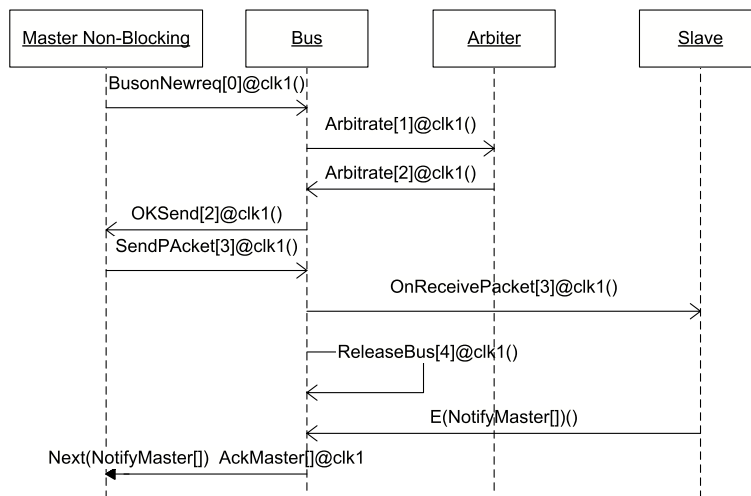 Master Non-Blocking Bus Arbiter Slave
BusonNewreq[0]@clk1()
Arbitrate[1]@clk1()
Arbitrate[2]@clk1()
OKSend[2]@clk1()
SendPAcket[3]@clk1()
OnReceivePacket[3]@clk1()
ReleaseBus[4]@clk1()
E(NotifyMaster[])()
Next(NotifyMaster[]) AckMaster[]@clk1